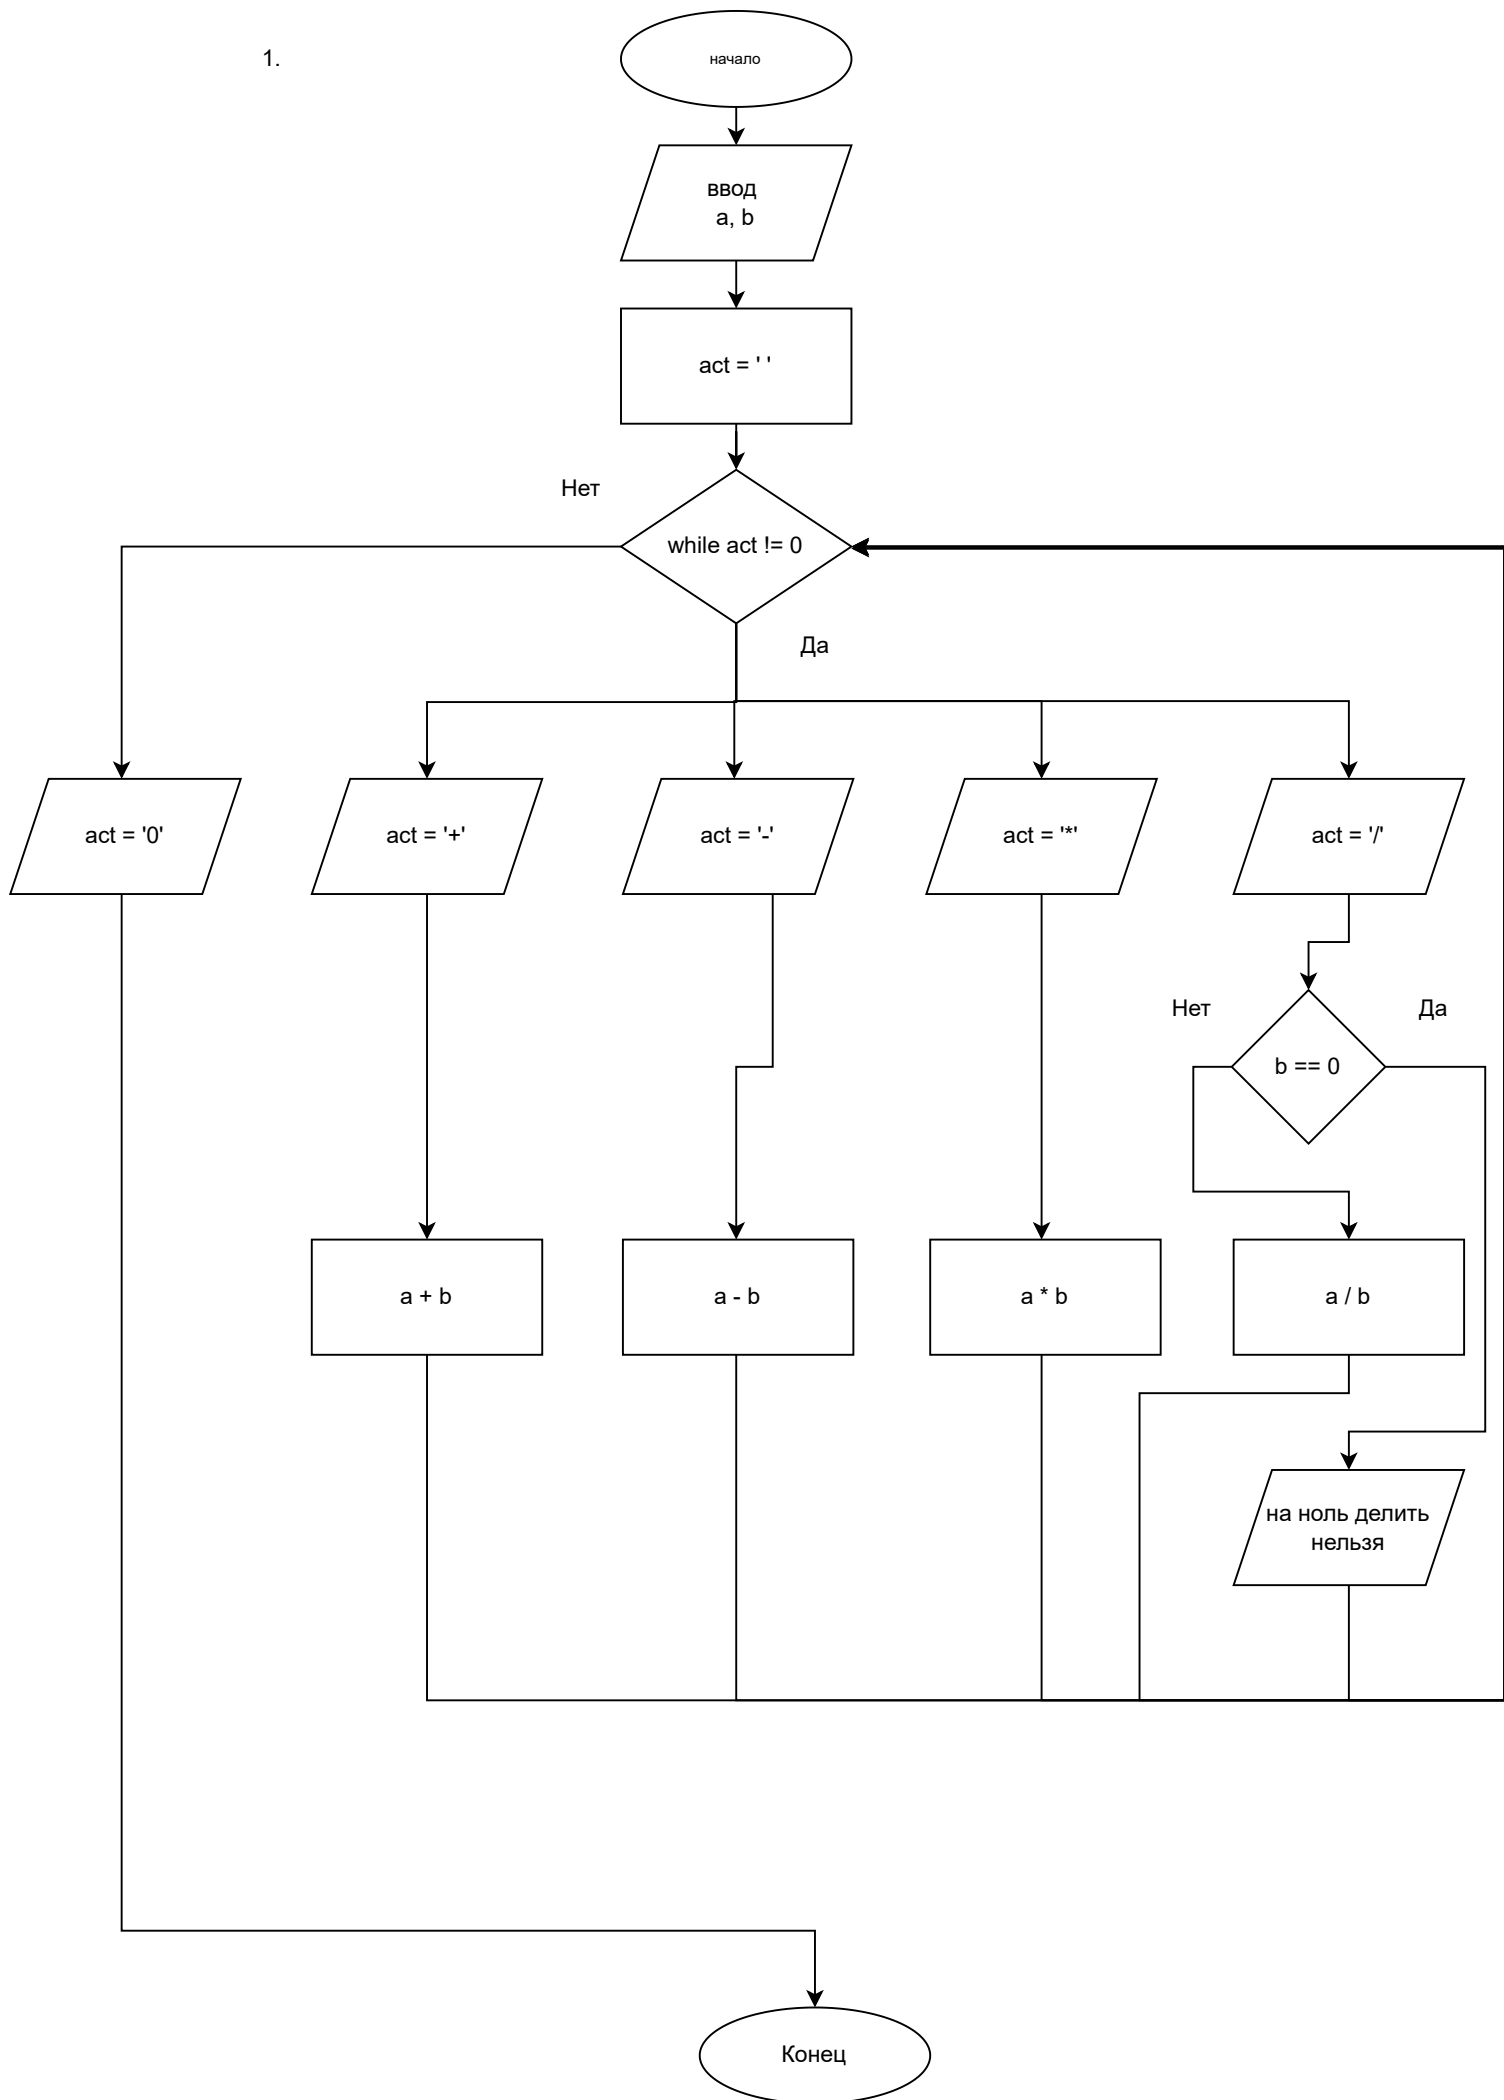 1.
начало
ввод
a, b
act = ' '
Нет
while act != 0
Да
act = '0'
act = '+'
act = '-'
act = '*'
act = '/'
Нет
Да
b == 0
a + b
a - b
a * b
a / b
на ноль делить
нельзя
Конец